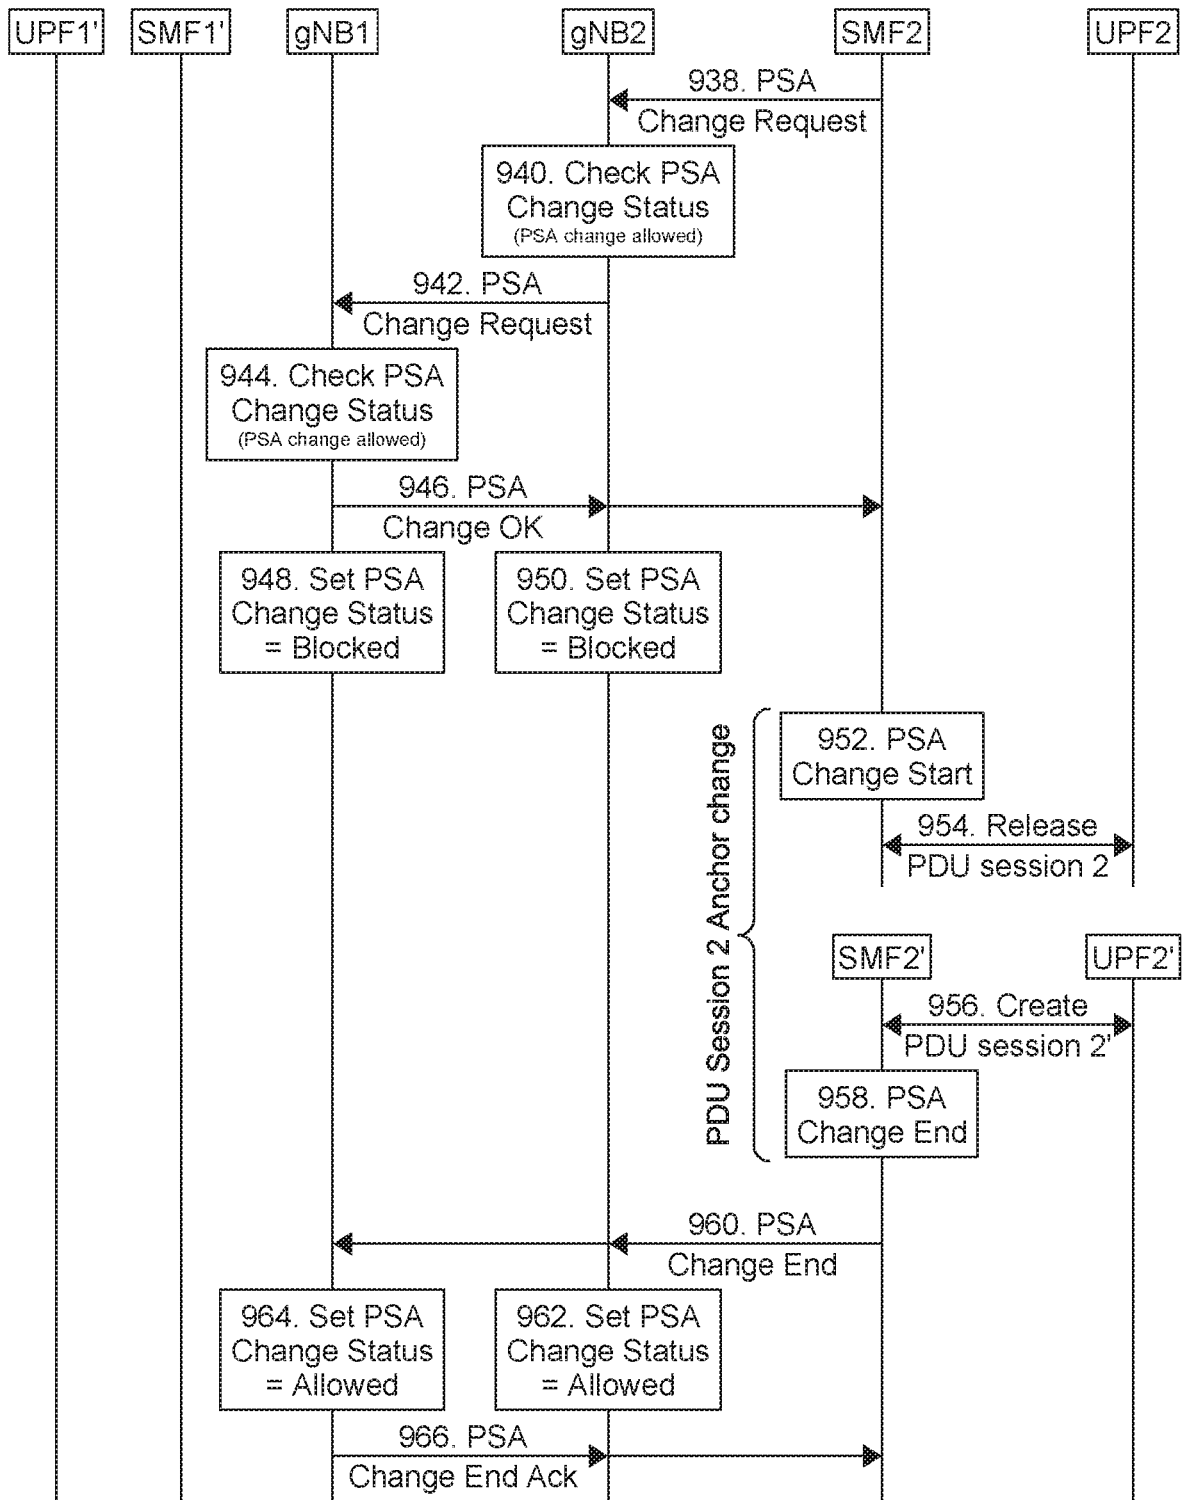 UPF1' SMF1' gNB1 gNB2 SMF2 UPF2
938. PSA
Change Request
940. Check PSA
Change Status
(PSA change allowed)
942. PSA
Change Request
944. Check PSA
Change Status
(PSA change allowed)
946. PSA
Change OK
948. Set PSA
Change Status
= Blocked
950. Set PSA
Change Status
= Blocked
PDU Session 2 Anchor change
952. PSA
Change Start
954. Release
PDU session 2
SMF2' UPF2'
956. Create
PDU session 2'
958. PSA
Change End
960. PSA
Change End
964. Set PSA
Change Status
= Allowed
962. Set PSA
Change Status
= Allowed
966. PSA
Change End Ack